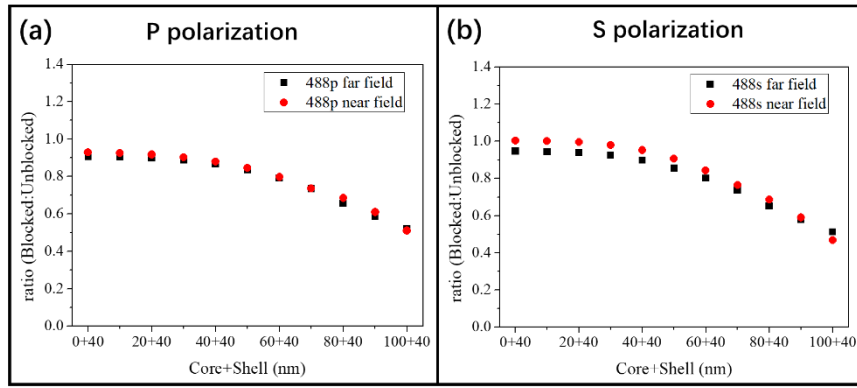 (a) P polarization
1.4
1.2
1.0
0.8
0.6
0.4
0.2
0.0
ratio (Blocked:Unblocked)
488p far field
488p near field
0+40 20+40 40+40 60+40 80+40 100+40
Core+Shell (nm)
(b) S polarization
1.4
1.2
1.0
0.8
0.6
0.4
0.2
0.0
ratio (Blocked:Unblocked)
488s far field
488s near field
0+40 20+40 40+40 60+40 80+40 100+40
Core+Shell (nm)